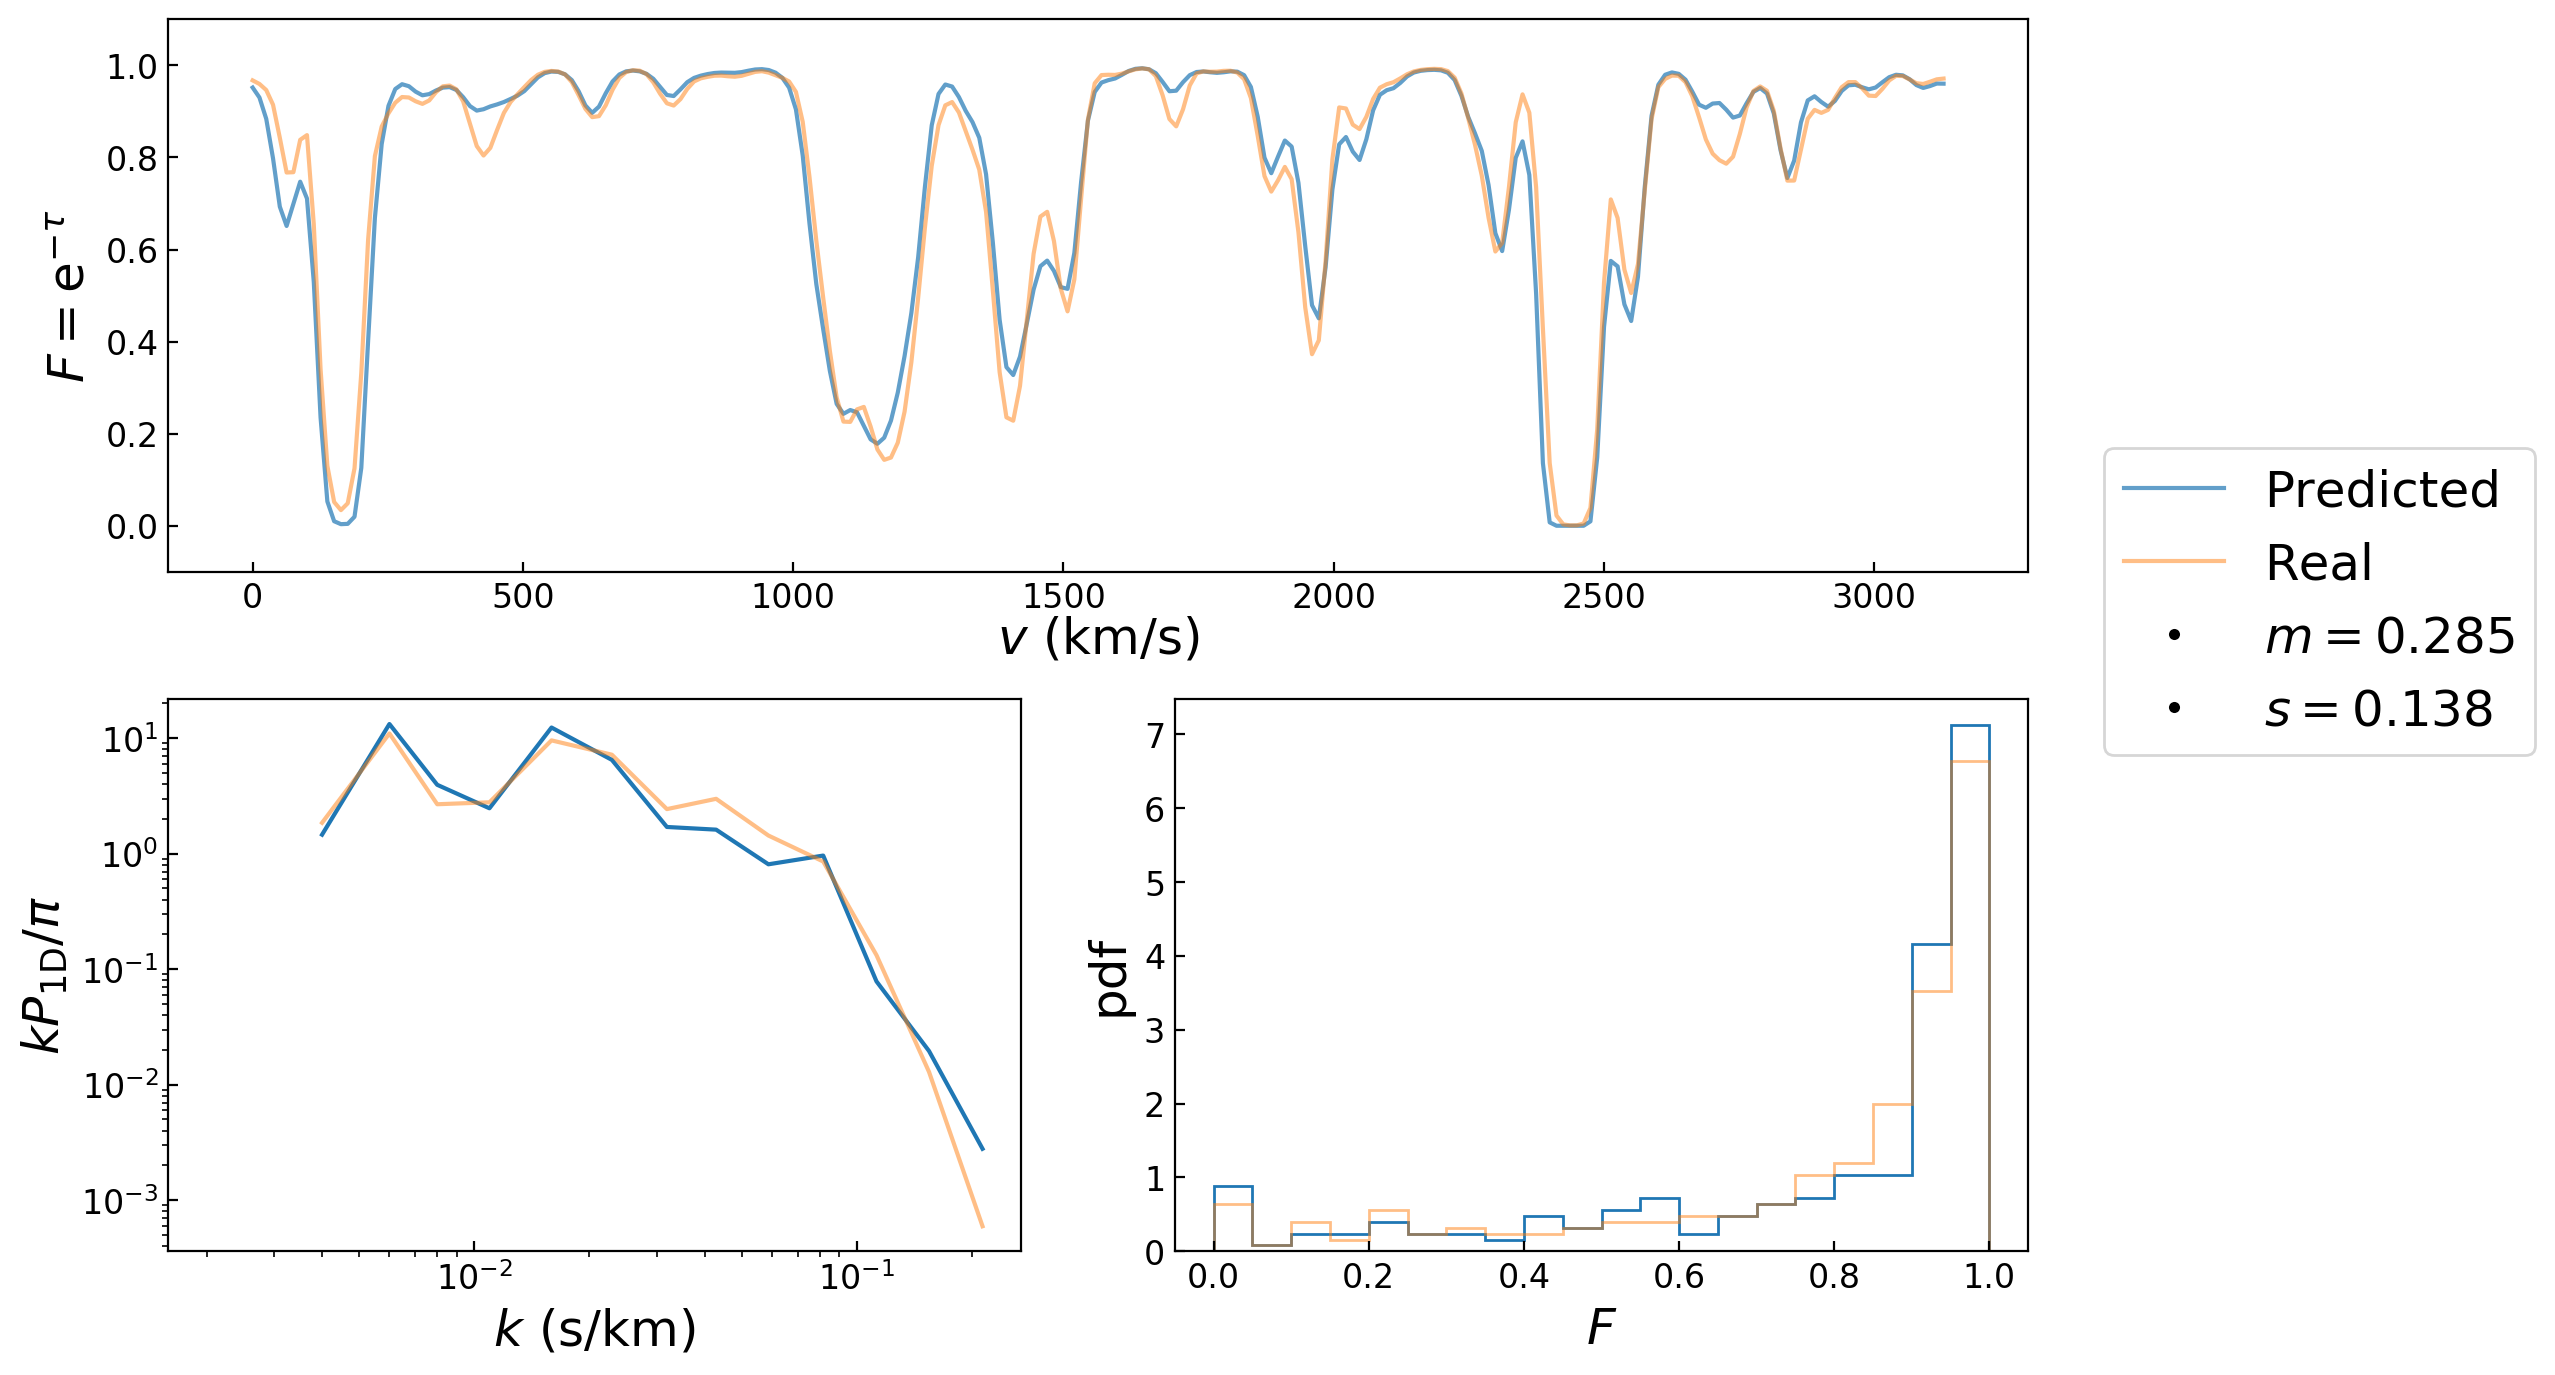 1.0
0.8
0.6
0.4
0.2
0.0
F = e^{-τ}
0 500 1000 1500 2000 2500 3000
v (km/s)
Predicted
Real
m = 0.285
s = 0.138
10^1
10^0
10^{-1}
10^{-2}
10^{-3}
kP_{1D}/π
10^{-2} 10^{-1}
k (s/km)
7
6
5
4
3
2
1
0
pdf
0.0 0.2 0.4 0.6 0.8 1.0
F